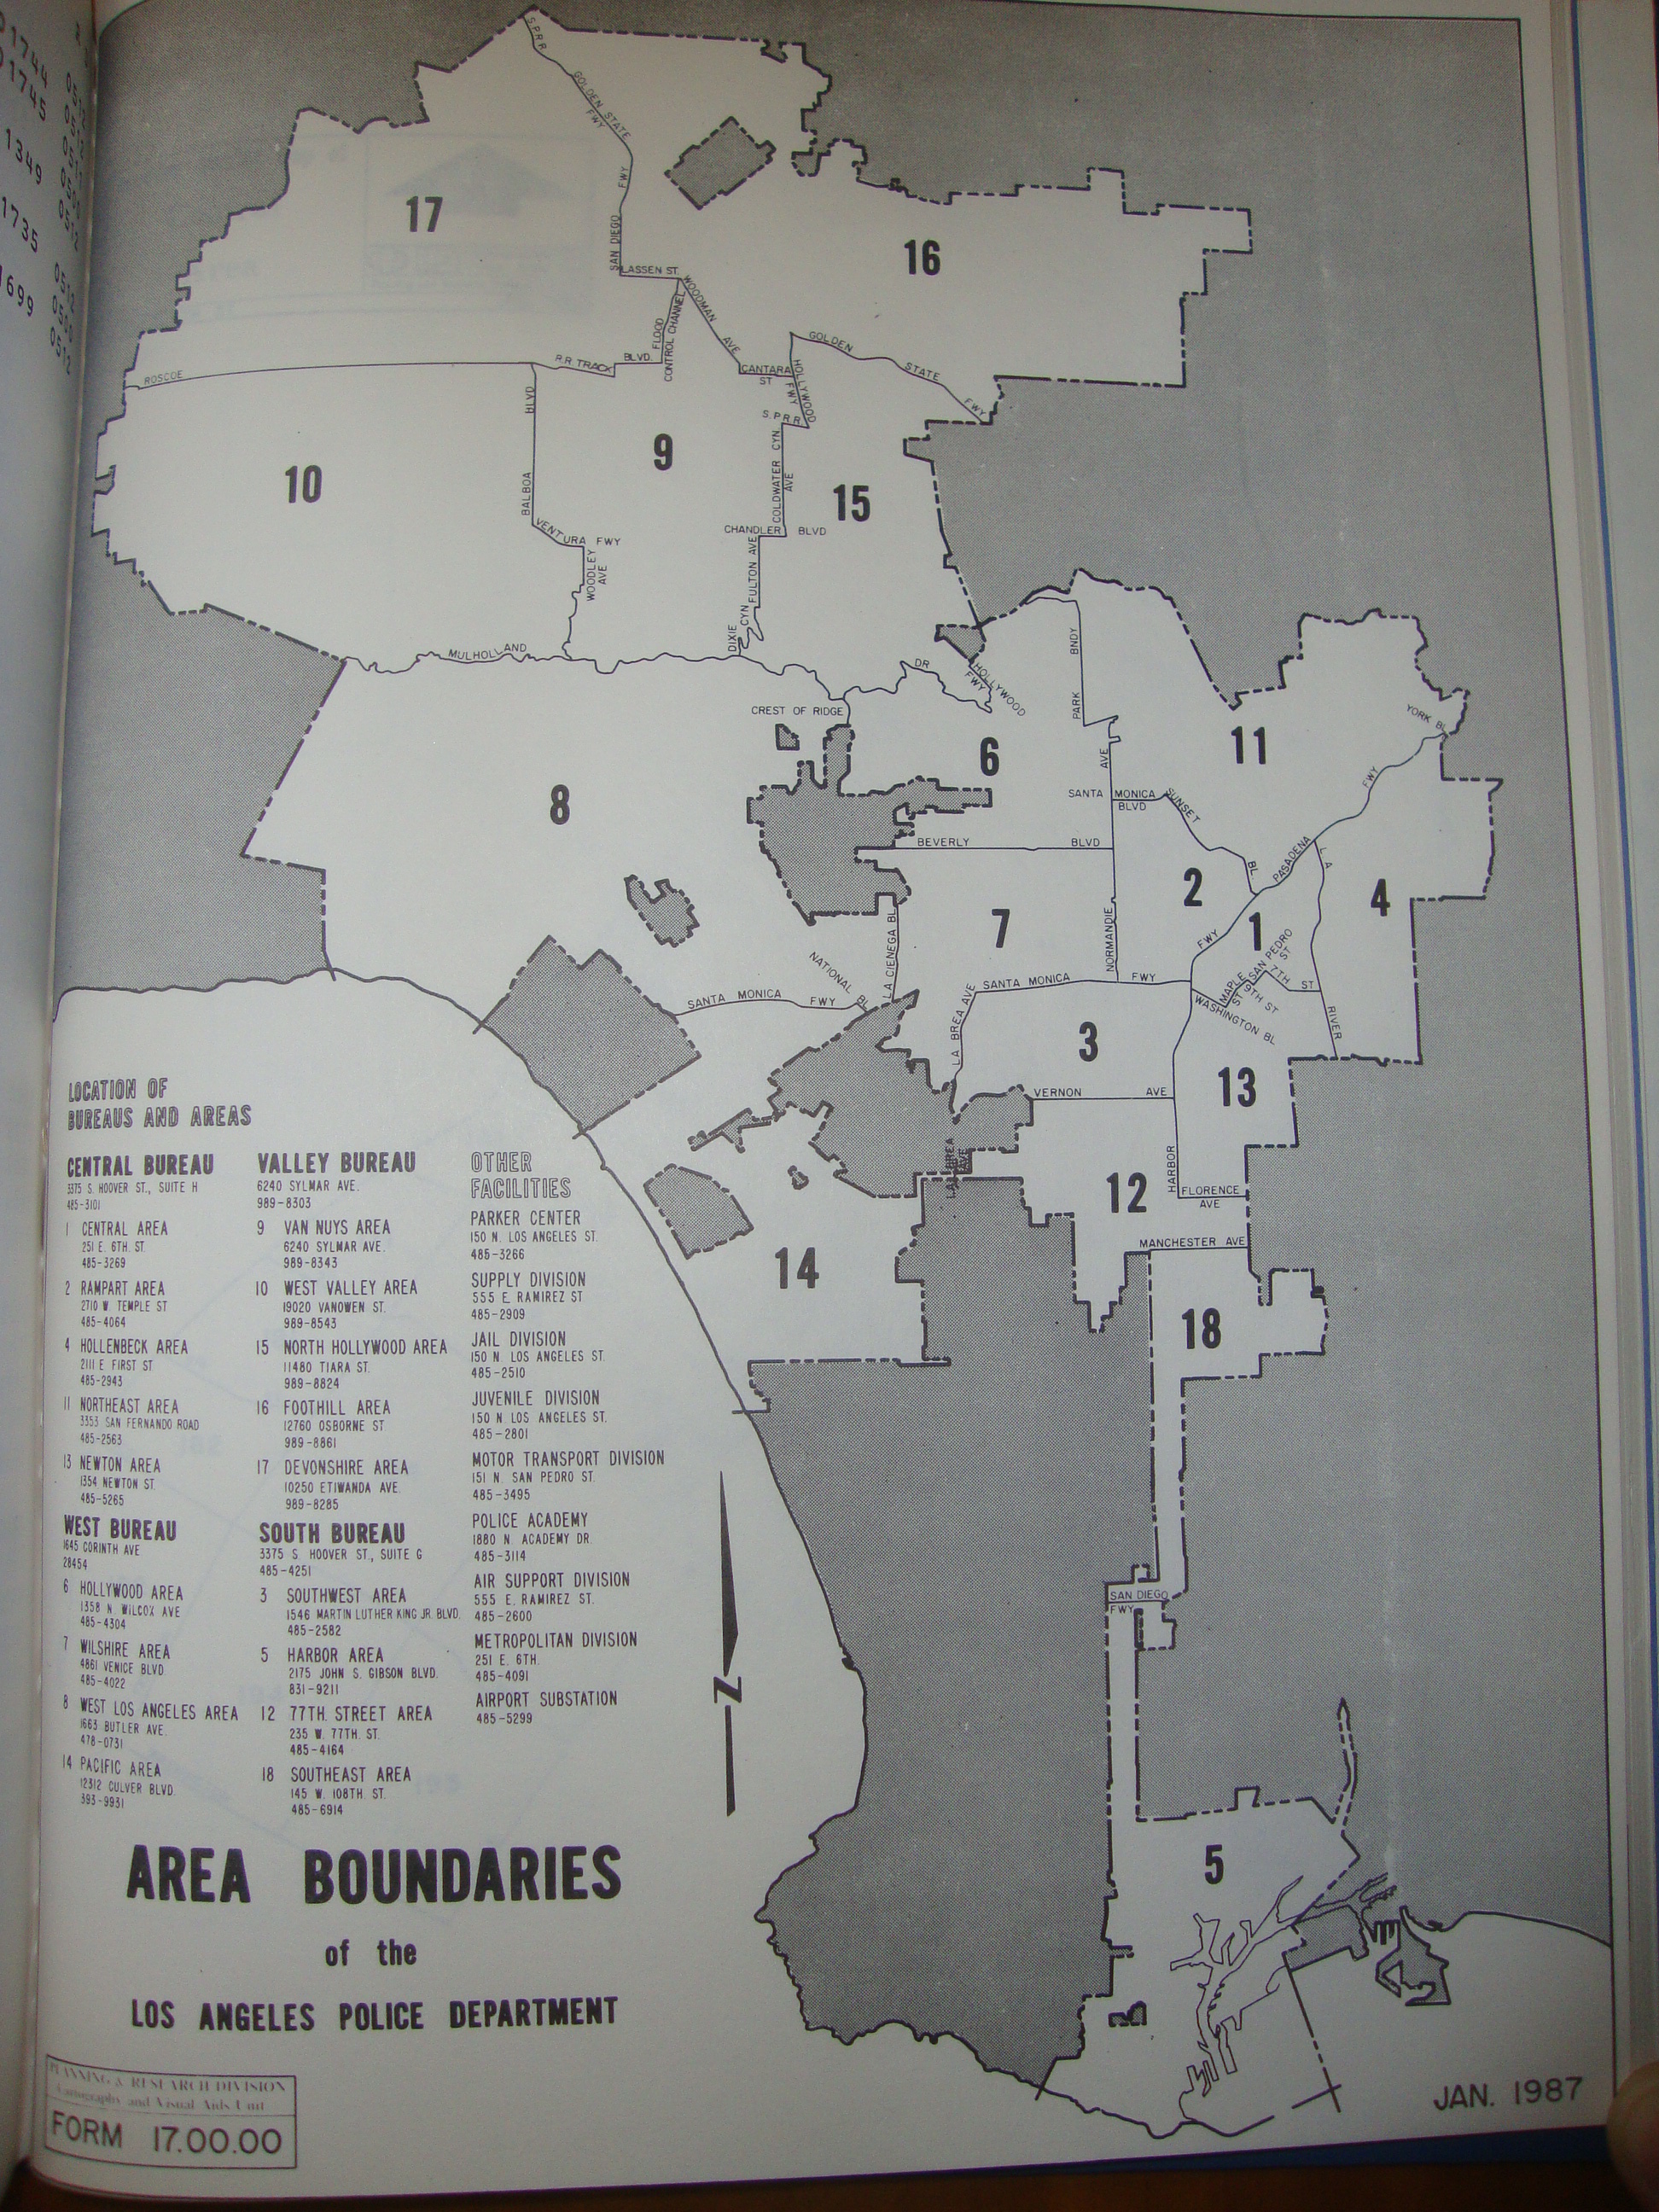 1744
1745
1349
1735
1699
S.P.R.R.
GOLDEN STATE
FWY
FWY
SAN DIEGO
17
16
LASSEN ST.
WOODMAN
AVE
FLOOD
CONTROL CHANNEL
ROSCOE
R.R TRACK
BLVD.
CANTARA
ST
GOLDEN
STATE
FWY
HOLLYWOOD
FWY
S.P.R.R.
BLVD
BALBOA
10
9
15
COLDWATER CYN
AVE
CHANDLER BLVD
VENTURA FWY
WOODLEY
AVE
FULTON AVE
DIXIE
CYN
MULHOLLAND
DR
HOLLYWOOD
FWY
CREST OF RIDGE
BNDY
PARK
AVE
6
11
YORK BL
8
SANTA MONICA
BLVD
SUNSET
BL
BEVERLY BLVD
PASADENA
FWY
L A
RIVER
2
4
7
1
NORMANDIE
FWY
LA CIENEGA BL
NATIONAL BL
SANTA MONICA FWY
SANTA MONICA FWY
MAPLE
ST
SAN PEDRO
ST
7TH ST
9TH ST
WASHINGTON BL
LA BREA AVE
3
13
VERNON AVE
LA BREA
AVE
HARBOR
12
FLORENCE
AVE
MANCHESTER AVE
14
18
SAN DIEGO
FWY
5
LOCATION OF
BUREAUS AND AREAS
CENTRAL BUREAU
3375 S. HOOVER ST., SUITE H
485-3101
1 CENTRAL AREA
251 E. 6TH. ST.
485-3269
2 RAMPART AREA
2710 W. TEMPLE ST
485-4064
4 HOLLENBECK AREA
2111 E. FIRST ST
485-2943
11 NORTHEAST AREA
3353 SAN FERNANDO ROAD
485-2563
13 NEWTON AREA
1354 NEWTON ST.
485-5265
WEST BUREAU
1645 CORINTH AVE
28454
6 HOLLYWOOD AREA
1358 N. WILCOX AVE
485-4304
7 WILSHIRE AREA
4861 VENICE BLVD.
485-4022
8 WEST LOS ANGELES AREA
1663 BUTLER AVE.
478-0731
14 PACIFIC AREA
12312 CULVER BLVD.
393-9931
VALLEY BUREAU
6240 SYLMAR AVE.
989-8303
9 VAN NUYS AREA
6240 SYLMAR AVE.
989-8343
10 WEST VALLEY AREA
19020 VANOWEN ST.
989-8543
15 NORTH HOLLYWOOD AREA
11480 TIARA ST.
989-8824
16 FOOTHILL AREA
12760 OSBORNE ST
989-8861
17 DEVONSHIRE AREA
10250 ETIWANDA AVE.
989-8285
SOUTH BUREAU
3375 S. HOOVER ST., SUITE G
485-4251
3 SOUTHWEST AREA
1546 MARTIN LUTHER KING JR. BLVD.
485-2582
5 HARBOR AREA
2175 JOHN S. GIBSON BLVD.
831-9211
12 77TH. STREET AREA
235 W. 77TH. ST.
485-4164
18 SOUTHEAST AREA
145 W. 108TH. ST.
485-6914
OTHER
FACILITIES
PARKER CENTER
150 N. LOS ANGELES ST.
485-3266
SUPPLY DIVISION
555 E. RAMIREZ ST
485-2909
JAIL DIVISION
150 N. LOS ANGELES ST.
485-2510
JUVENILE DIVISION
150 N. LOS ANGELES ST.
485-2801
MOTOR TRANSPORT DIVISION
151 N. SAN PEDRO ST.
485-3495
POLICE ACADEMY
1880 N. ACADEMY DR.
485-3114
AIR SUPPORT DIVISION
555 E. RAMIREZ ST.
485-2600
METROPOLITAN DIVISION
251 E. 6TH.
485-4091
AIRPORT SUBSTATION
485-5299
N
AREA BOUNDARIES
of the
LOS ANGELES POLICE DEPARTMENT
PLANNING & RESEARCH DIVISION
Cartography and Visual Aids Unit
FORM 17.00.00
JAN. 1987